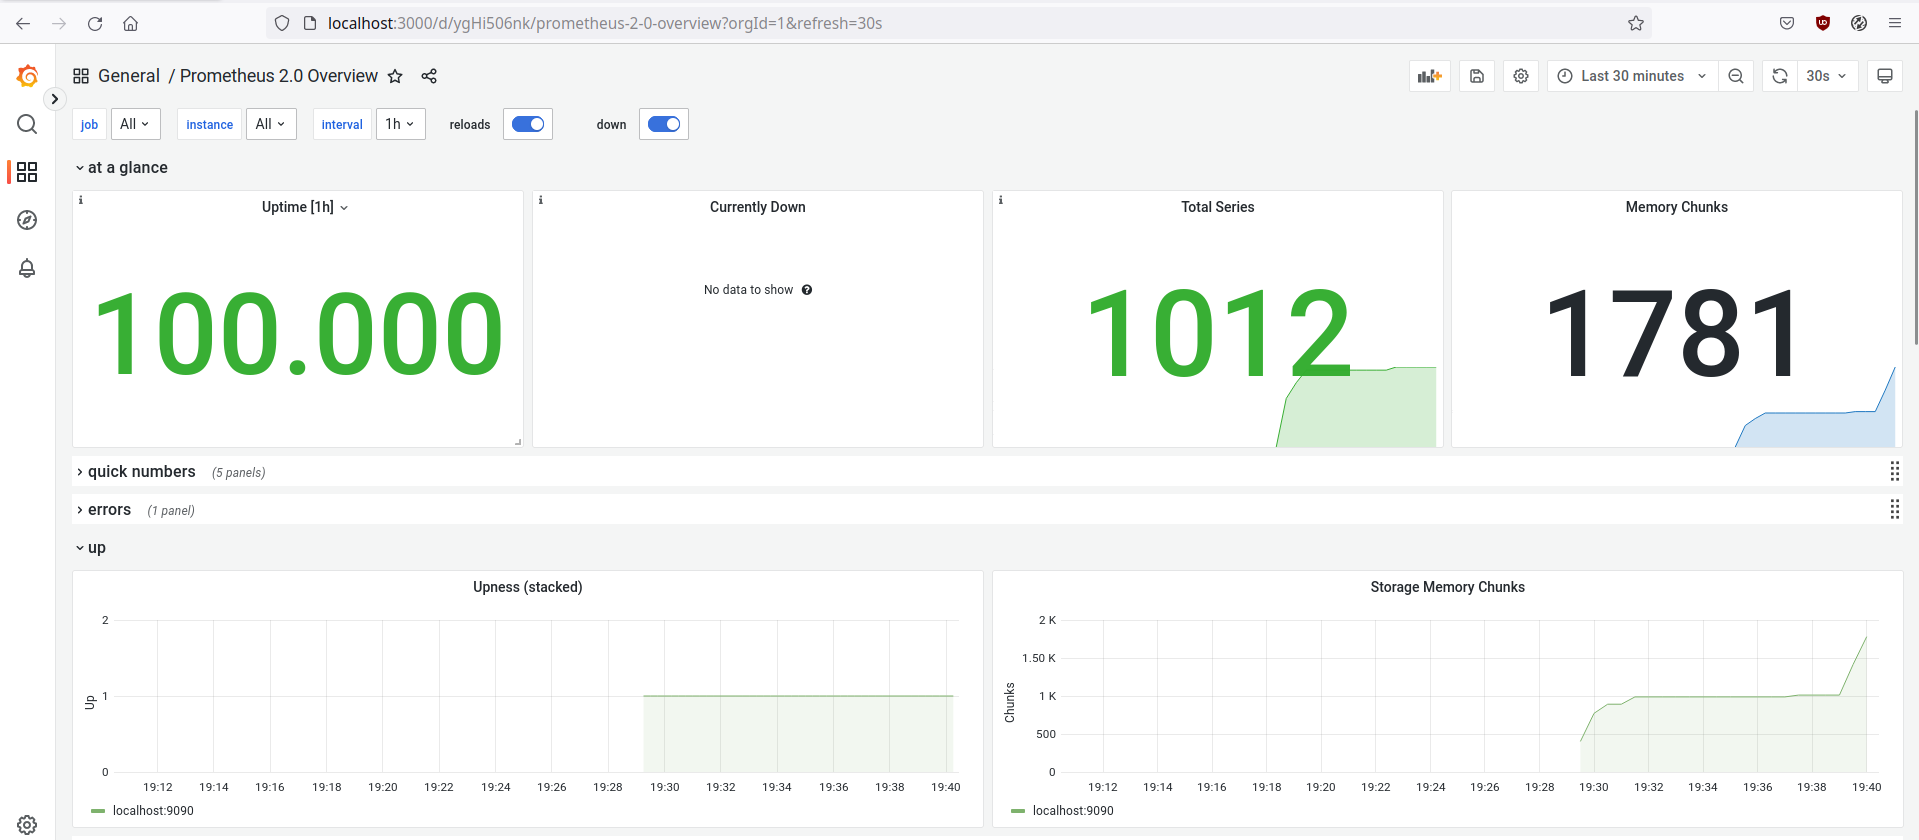 localhost:3000/d/ygHi506nk/prometheus-2-0-overview?orgId=1&refresh=30s
General / Prometheus 2.0 Overview
Last 30 minutes
30s
job All instance All interval 1h reloads down
at a glance
Uptime [1h]
100.000
Currently Down
No data to show
Total Series
1012
Memory Chunks
1781
quick numbers (5 panels)
errors (1 panel)
up
Upness (stacked)
Up
2
1
0
19:12 19:14 19:16 19:18 19:20 19:22 19:24 19:26 19:28 19:30 19:32 19:34 19:36 19:38 19:40
localhost:9090
Storage Memory Chunks
Chunks
2 K
1.50 K
1 K
500
0
19:12 19:14 19:16 19:18 19:20 19:22 19:24 19:26 19:28 19:30 19:32 19:34 19:36 19:38 19:40
localhost:9090